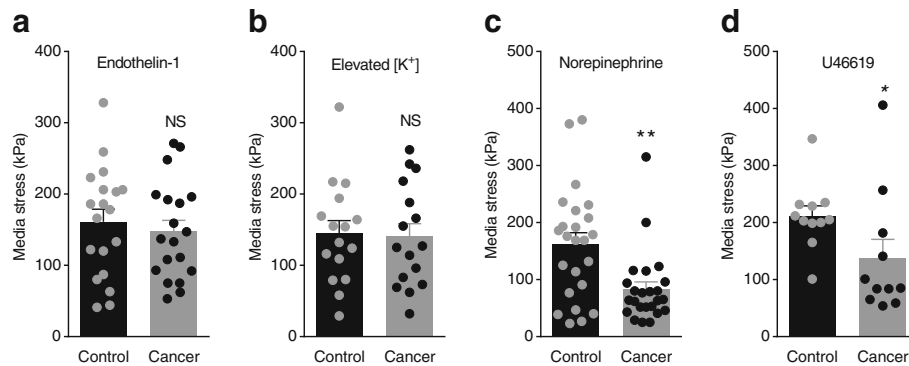 a
Endothelin-1
NS
Media stress (kPa)
400
300
200
100
0
Control Cancer
b
Elevated [K⁺]
NS
Media stress (kPa)
400
300
200
100
0
Control Cancer
c
Norepinephrine
**
Media stress (kPa)
500
400
300
200
100
0
Control Cancer
d
U46619
*
Media stress (kPa)
500
400
300
200
100
0
Control Cancer